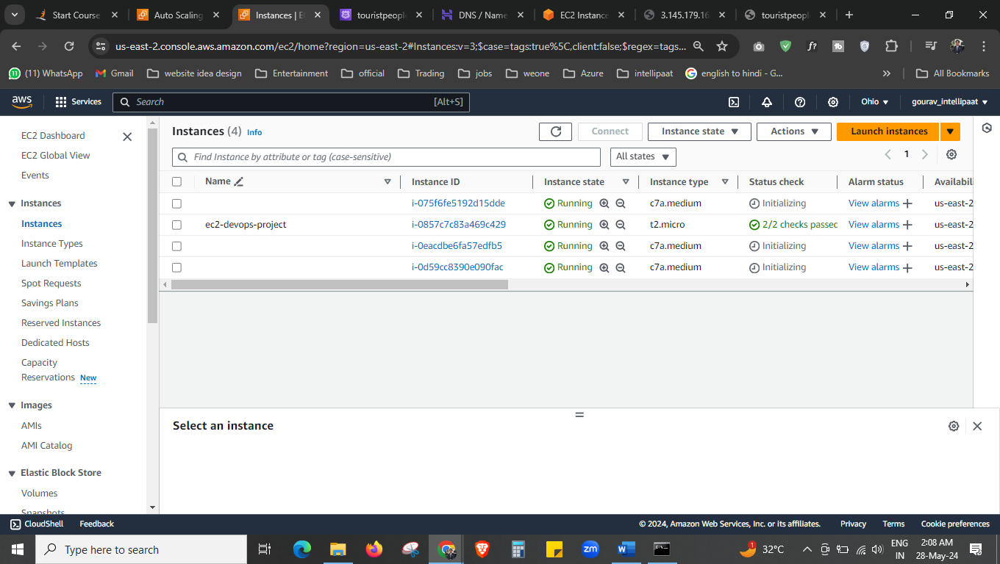 Start Course
Auto Scaling
Instances | E
touristpeopl
DNS / Name
EC2 Instance
3.145.179.16
touristpeopl
us-east-2.console.aws.amazon.com/ec2/home?region=us-east-2#Instances:v=3;$case=tags:true%5C,client:false;$regex=tags...
(11) WhatsApp
Gmail
website idea design
Entertainment
official
Trading
jobs
weone
Azure
intellipaat
english to hindi - G...
»
All Bookmarks
aws
Services
Search
[Alt+S]
Ohio
gourav_intellipaat
EC2 Dashboard
EC2 Global View
Events
Instances
Instances
Instance Types
Launch Templates
Spot Requests
Savings Plans
Reserved Instances
Dedicated Hosts
Capacity
Reservations New
Images
AMIs
AMI Catalog
Elastic Block Store
Volumes
Snapshots
Instances (4) Info
Connect
Instance state
Actions
Launch instances
Find Instance by attribute or tag (case-sensitive)
All states
1
Name Instance ID Instance state Instance type Status check Alarm status Availabil
i-075f6fe5192d15dde Running c7a.medium Initializing View alarms + us-east-2
ec2-devops-project i-0857c7c83a469c429 Running t2.micro 2/2 checks passed View alarms + us-east-2
i-0eacdbe6fa57edfb5 Running c7a.medium Initializing View alarms + us-east-2
i-0d59cc8390e090fac Running c7a.medium Initializing View alarms + us-east-2
Select an instance
CloudShell
Feedback
© 2024, Amazon Web Services, Inc. or its affiliates.
Privacy
Terms
Cookie preferences
Type here to search
zm
1
32°C
ENG
IN
2:08 AM
28-May-24